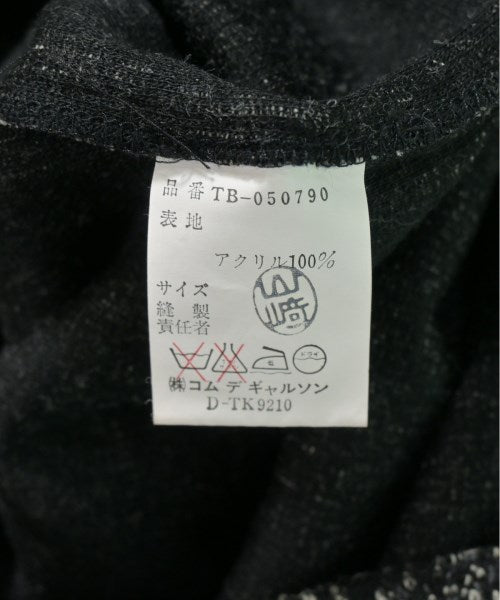 品番 TB-050790
表地
アクリル100%
サイズ
縫製
責任者
山崎
ドライ
㈱コム デ ギャルソン
D-TK9210